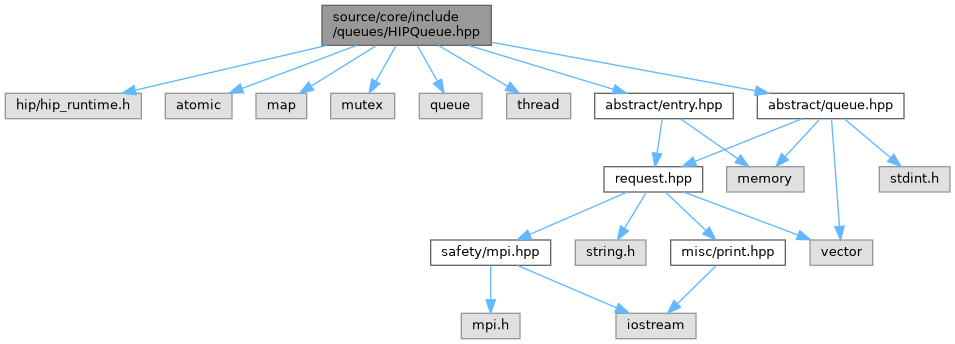 source/core/include
/queues/HIPQueue.hpp
hip/hip_runtime.h
atomic
map
mutex
queue
thread
abstract/entry.hpp
abstract/queue.hpp
request.hpp
memory
stdint.h
safety/mpi.hpp
string.h
misc/print.hpp
vector
mpi.h
iostream